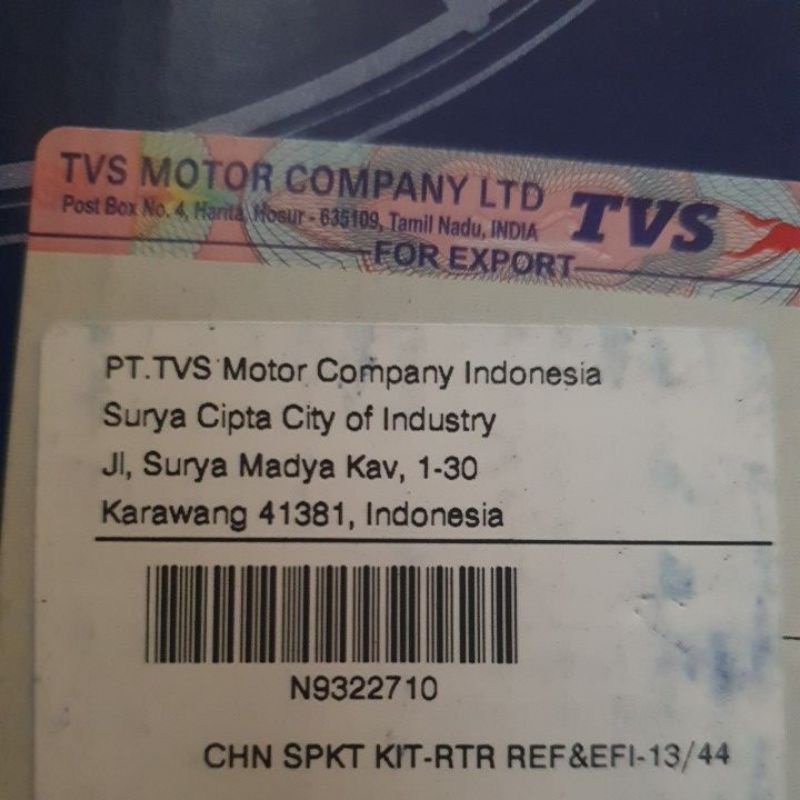 TVS MOTOR COMPANY LTD
Post Box No. 4, Harita, Hosur - 635109, Tamil Nadu, INDIA
TVS
FOR EXPORT
PT.TVS Motor Company Indonesia
Surya Cipta City of Industry
Jl, Surya Madya Kav, 1-30
Karawang 41381, Indonesia
N9322710
CHN SPKT KIT-RTR REF&EFI-13/44